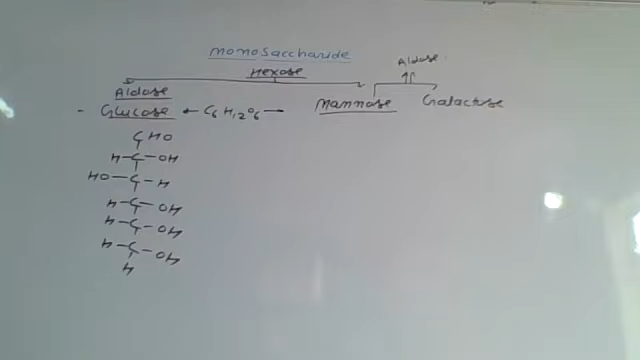 monosaccharide
Aldose
Hexose
Aldose
- Glucose ← C6H12O6 — Mannose Galactose
CHO
H-C-OH
HO-C-H
H-C-OH
H-C-OH
H-C-OH
H